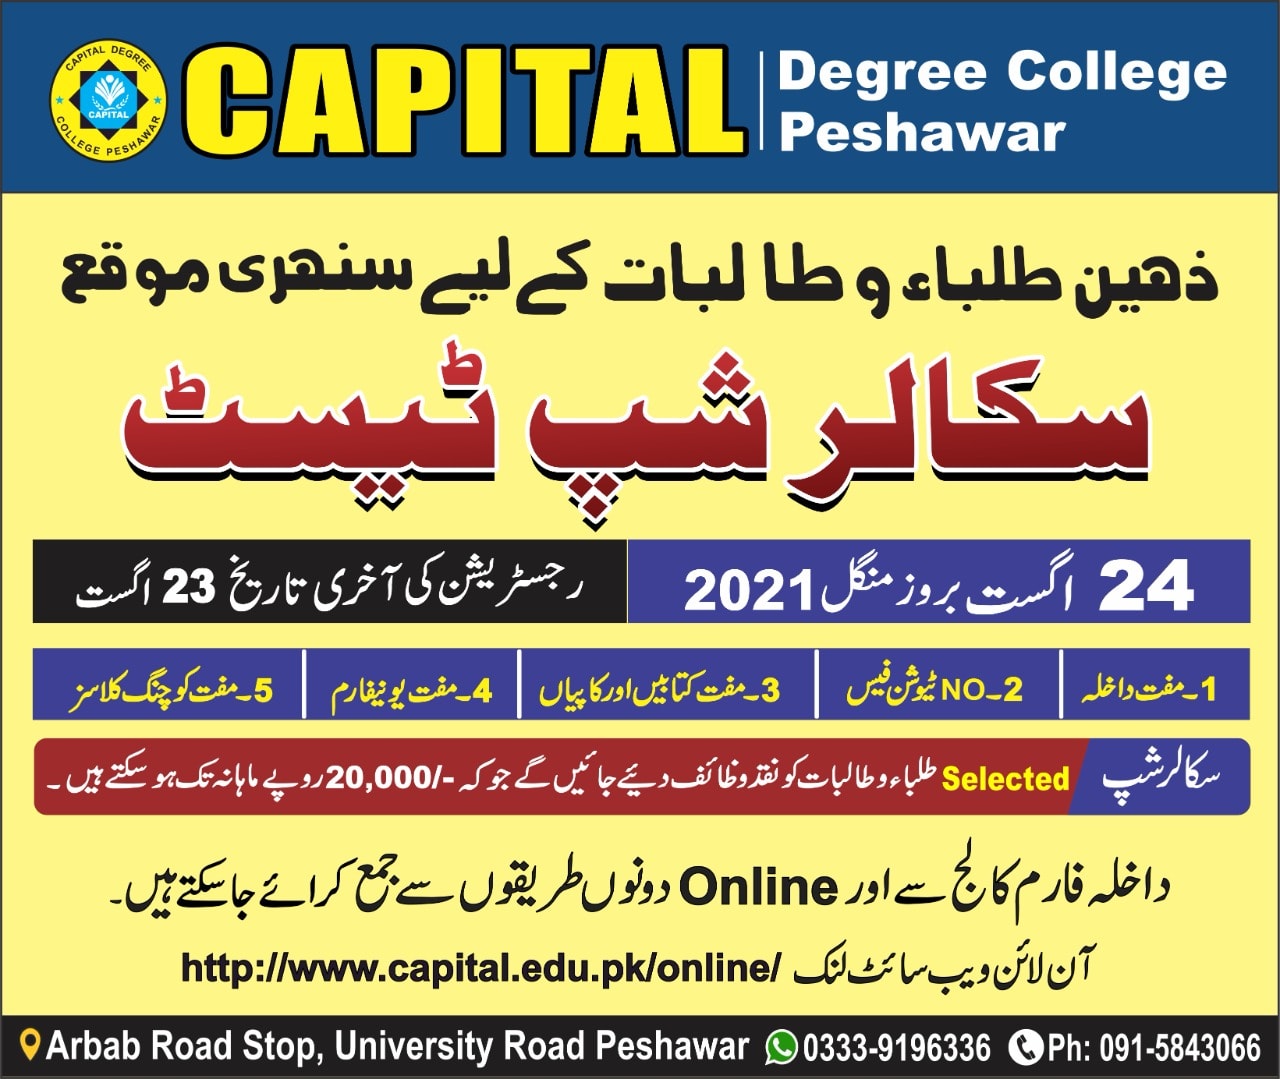 CAPITAL DEGREE COLLEGE PESHAWAR
CAPITAL
CAPITAL
Degree College
Peshawar
ذهین طلباء و طالبات کے لیے سنهری موقع
سکالر شپ ٹیسٹ
24 اگست بروز منگل 2021
رجسٹریشن کی آخری تاریخ 23 اگست
1۔ مفت داخلہ
2۔ NO ٹیوشن فیس
3۔ مفت کتابیں اور کاپیاں
4۔ مفت یونیفارم
5۔ مفت کوچنگ کلاسز
سکالرشپ Selected طلباء و طالبات کو نقد وظائف دیئے جائیں گے جو کہ 20,000/- روپے ماہانہ تک ہو سکتے ہیں۔
داخلہ فارم کالج سے اور Online دونوں طریقوں سے جمع کرائے جا سکتے ہیں۔
آن لائن ویب سائٹ لنک http://www.capital.edu.pk/online/
Arbab Road Stop, University Road Peshawar 0333-9196336 Ph: 091-5843066